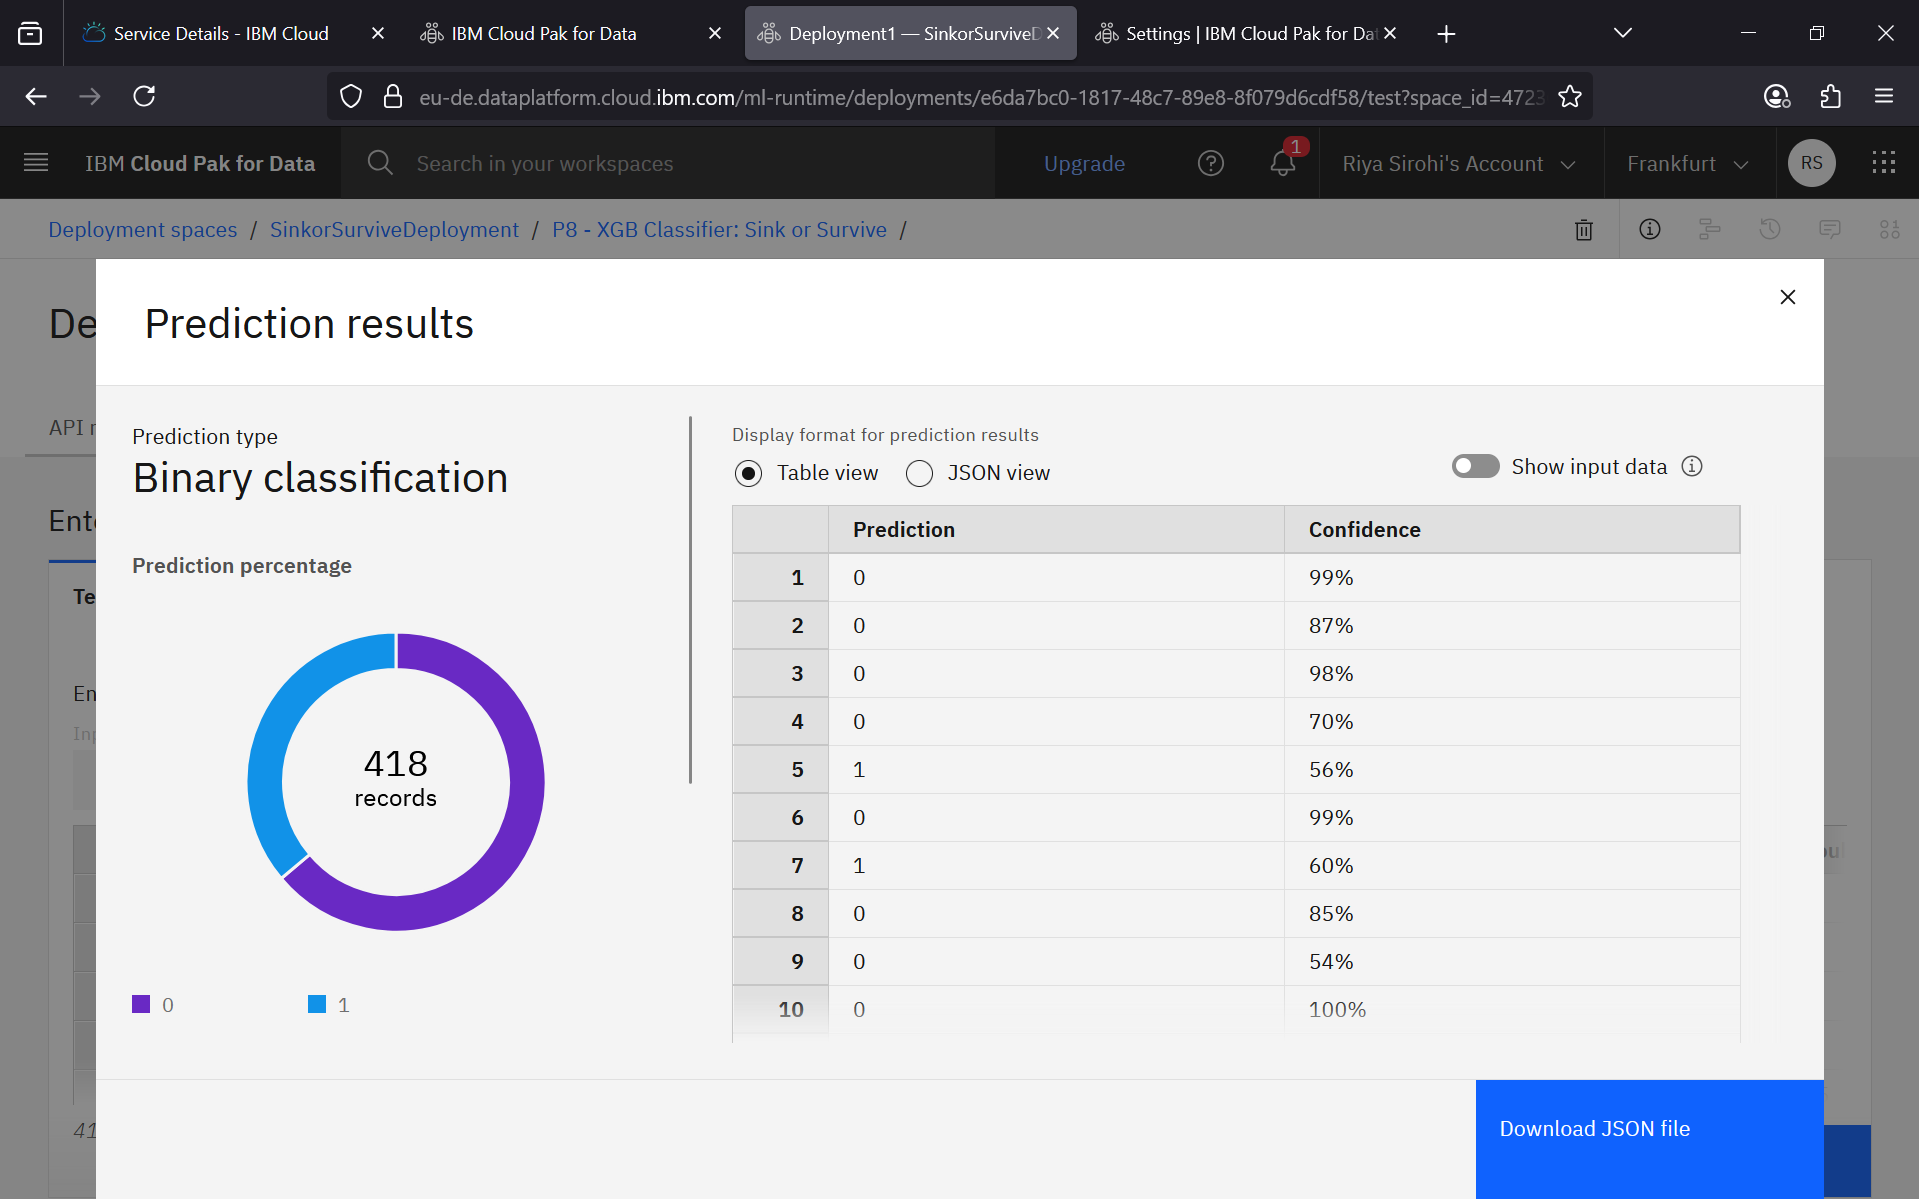 Service Details - IBM Cloud
IBM Cloud Pak for Data
Deployment1 — SinkorSurviveD
Settings | IBM Cloud Pak for Dat
eu-de.dataplatform.cloud.ibm.com/ml-runtime/deployments/e6da7bc0-1817-48c7-89e8-8f079d6cdf58/test?space_id=4723
IBM Cloud Pak for Data
Search in your workspaces
Upgrade
1
Riya Sirohi's Account
Frankfurt
RS
Deployment spaces / SinkorSurviveDeployment / P8 - XGB Classifier: Sink or Survive /
De
Prediction results
API r
Ente
Te
En
Inp
41
Prediction type
Binary classification
Prediction percentage
418
records
0
1
Display format for prediction results
Table view
JSON view
Show input data
Prediction Confidence
1 0 99%
2 0 87%
3 0 98%
4 0 70%
5 1 56%
6 0 99%
7 1 60%
8 0 85%
9 0 54%
10 0 100%
Download JSON file